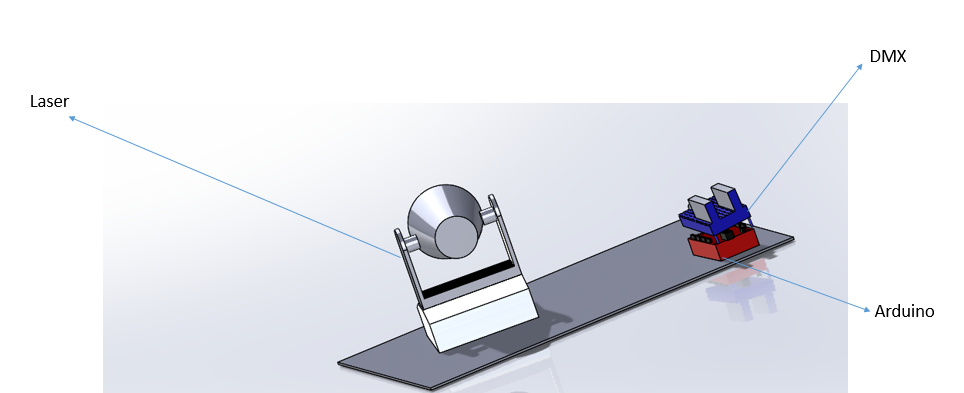 DMX
Laser
Arduino